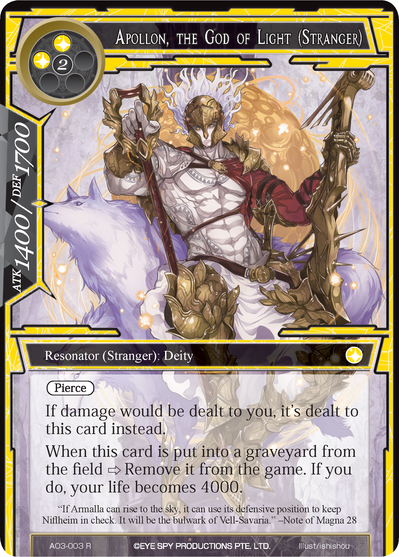 APOLLON, THE GOD OF LIGHT (STRANGER)
2
ATK 1400 / DEF 1700
Resonator (Stranger): Deity
Pierce
If damage would be dealt to you, it's dealt to
this card instead.
When this card is put into a graveyard from
the field ⇨ Remove it from the game. If you
do, your life becomes 4000.
“If Armalla can rise to the sky, it can use its defensive position to keep
Niflheim in check. It will be the bulwark of Vell-Savaria.” –Note of Magna 28
A03-003 R ©EYE SPY PRODUCTIONS PTE. LTD. Illust/ishishou